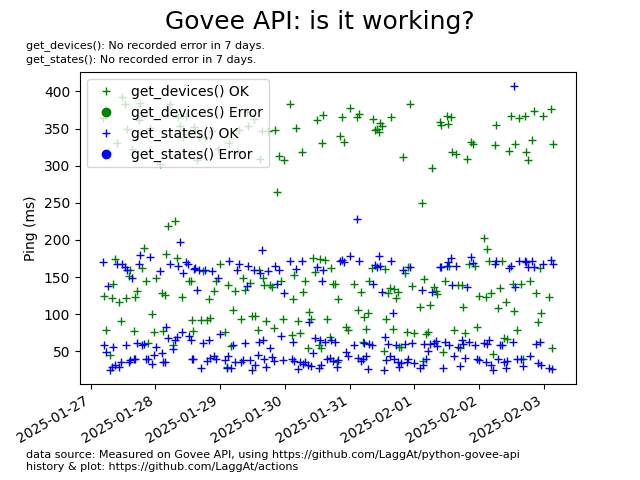 Govee API: is it working?
get_devices(): No recorded error in 7 days.
get_states(): No recorded error in 7 days.
get_devices() OK
get_devices() Error
get_states() OK
get_states() Error
Ping (ms)
400
350
300
250
200
150
100
50
2025-01-27
2025-01-28
2025-01-29
2025-01-30
2025-01-31
2025-02-01
2025-02-02
2025-02-03
data source: Measured on Govee API, using https://github.com/LaggAt/python-govee-api
history & plot: https://github.com/LaggAt/actions